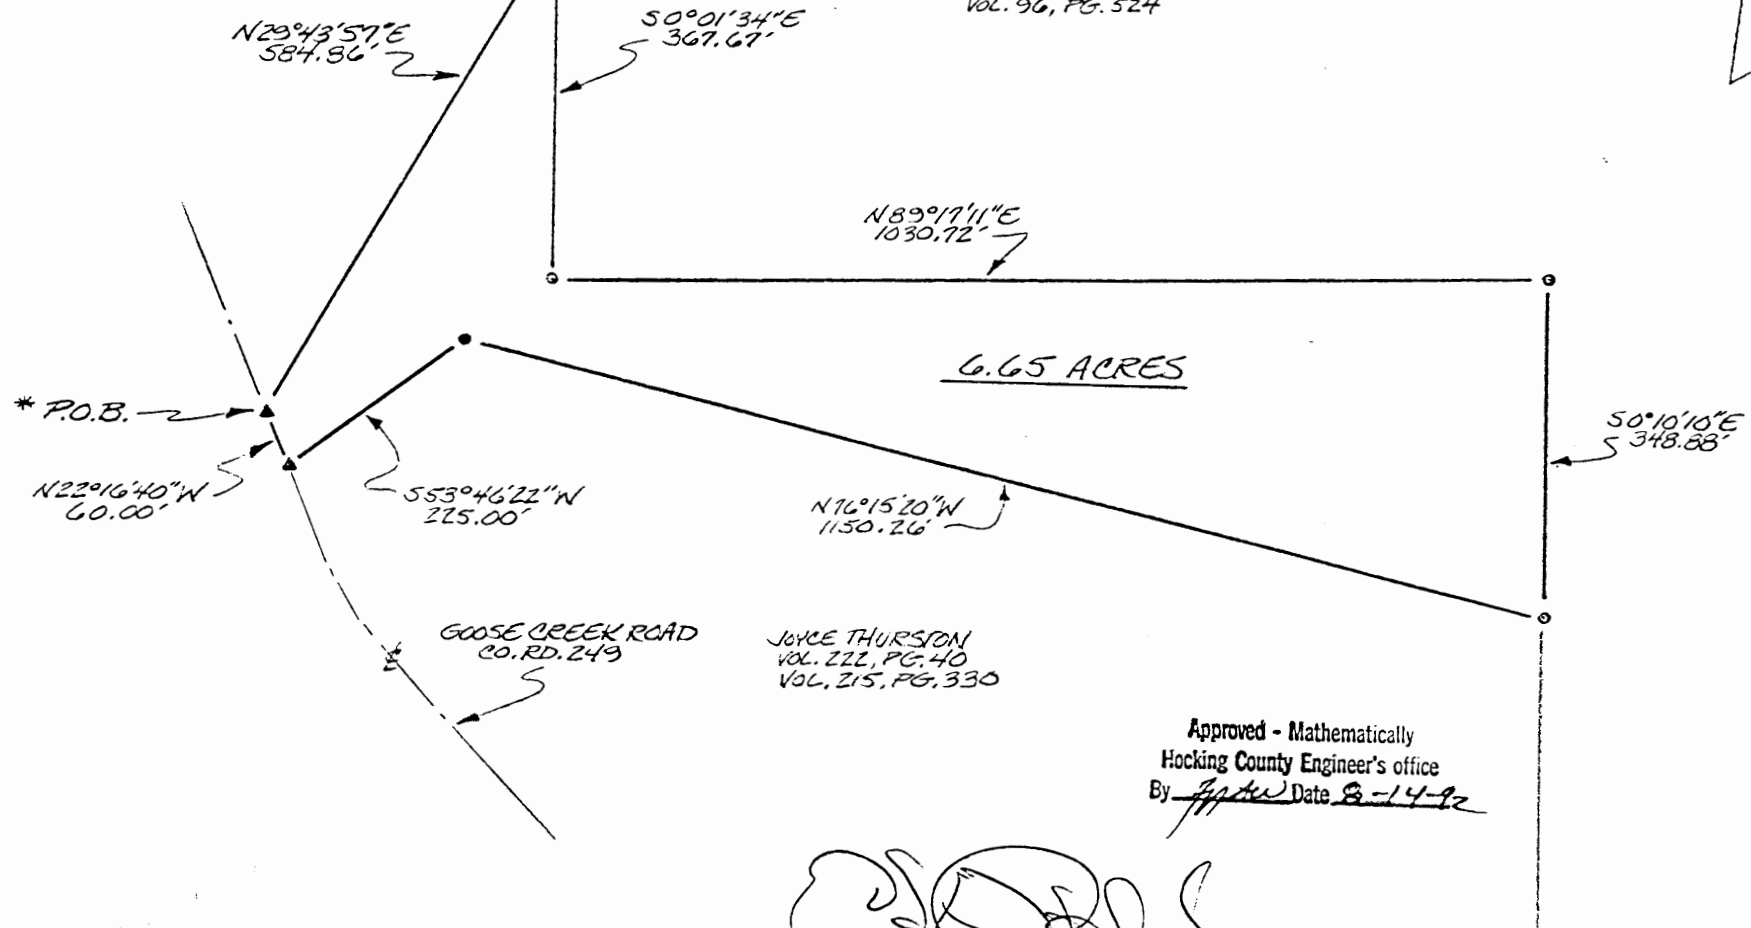 VOL. 96, PG. 524
N29°43'57"E
584.86'
S0°01'34"E
367.67'
N89°17'11"E
1030.72'
6.65 ACRES
* P.O.B.
S0°10'10"E
348.88'
N22°16'40"W
60.00'
S53°46'22"W
225.00'
N76°15'20"W
1150.26'
GOOSE CREEK ROAD
CO. RD. 249
JOYCE THURSTON
VOL. 222, PG. 40
VOL. 215, PG. 330
Approved - Mathematically
Hocking County Engineer's office
By Date 8-14-92